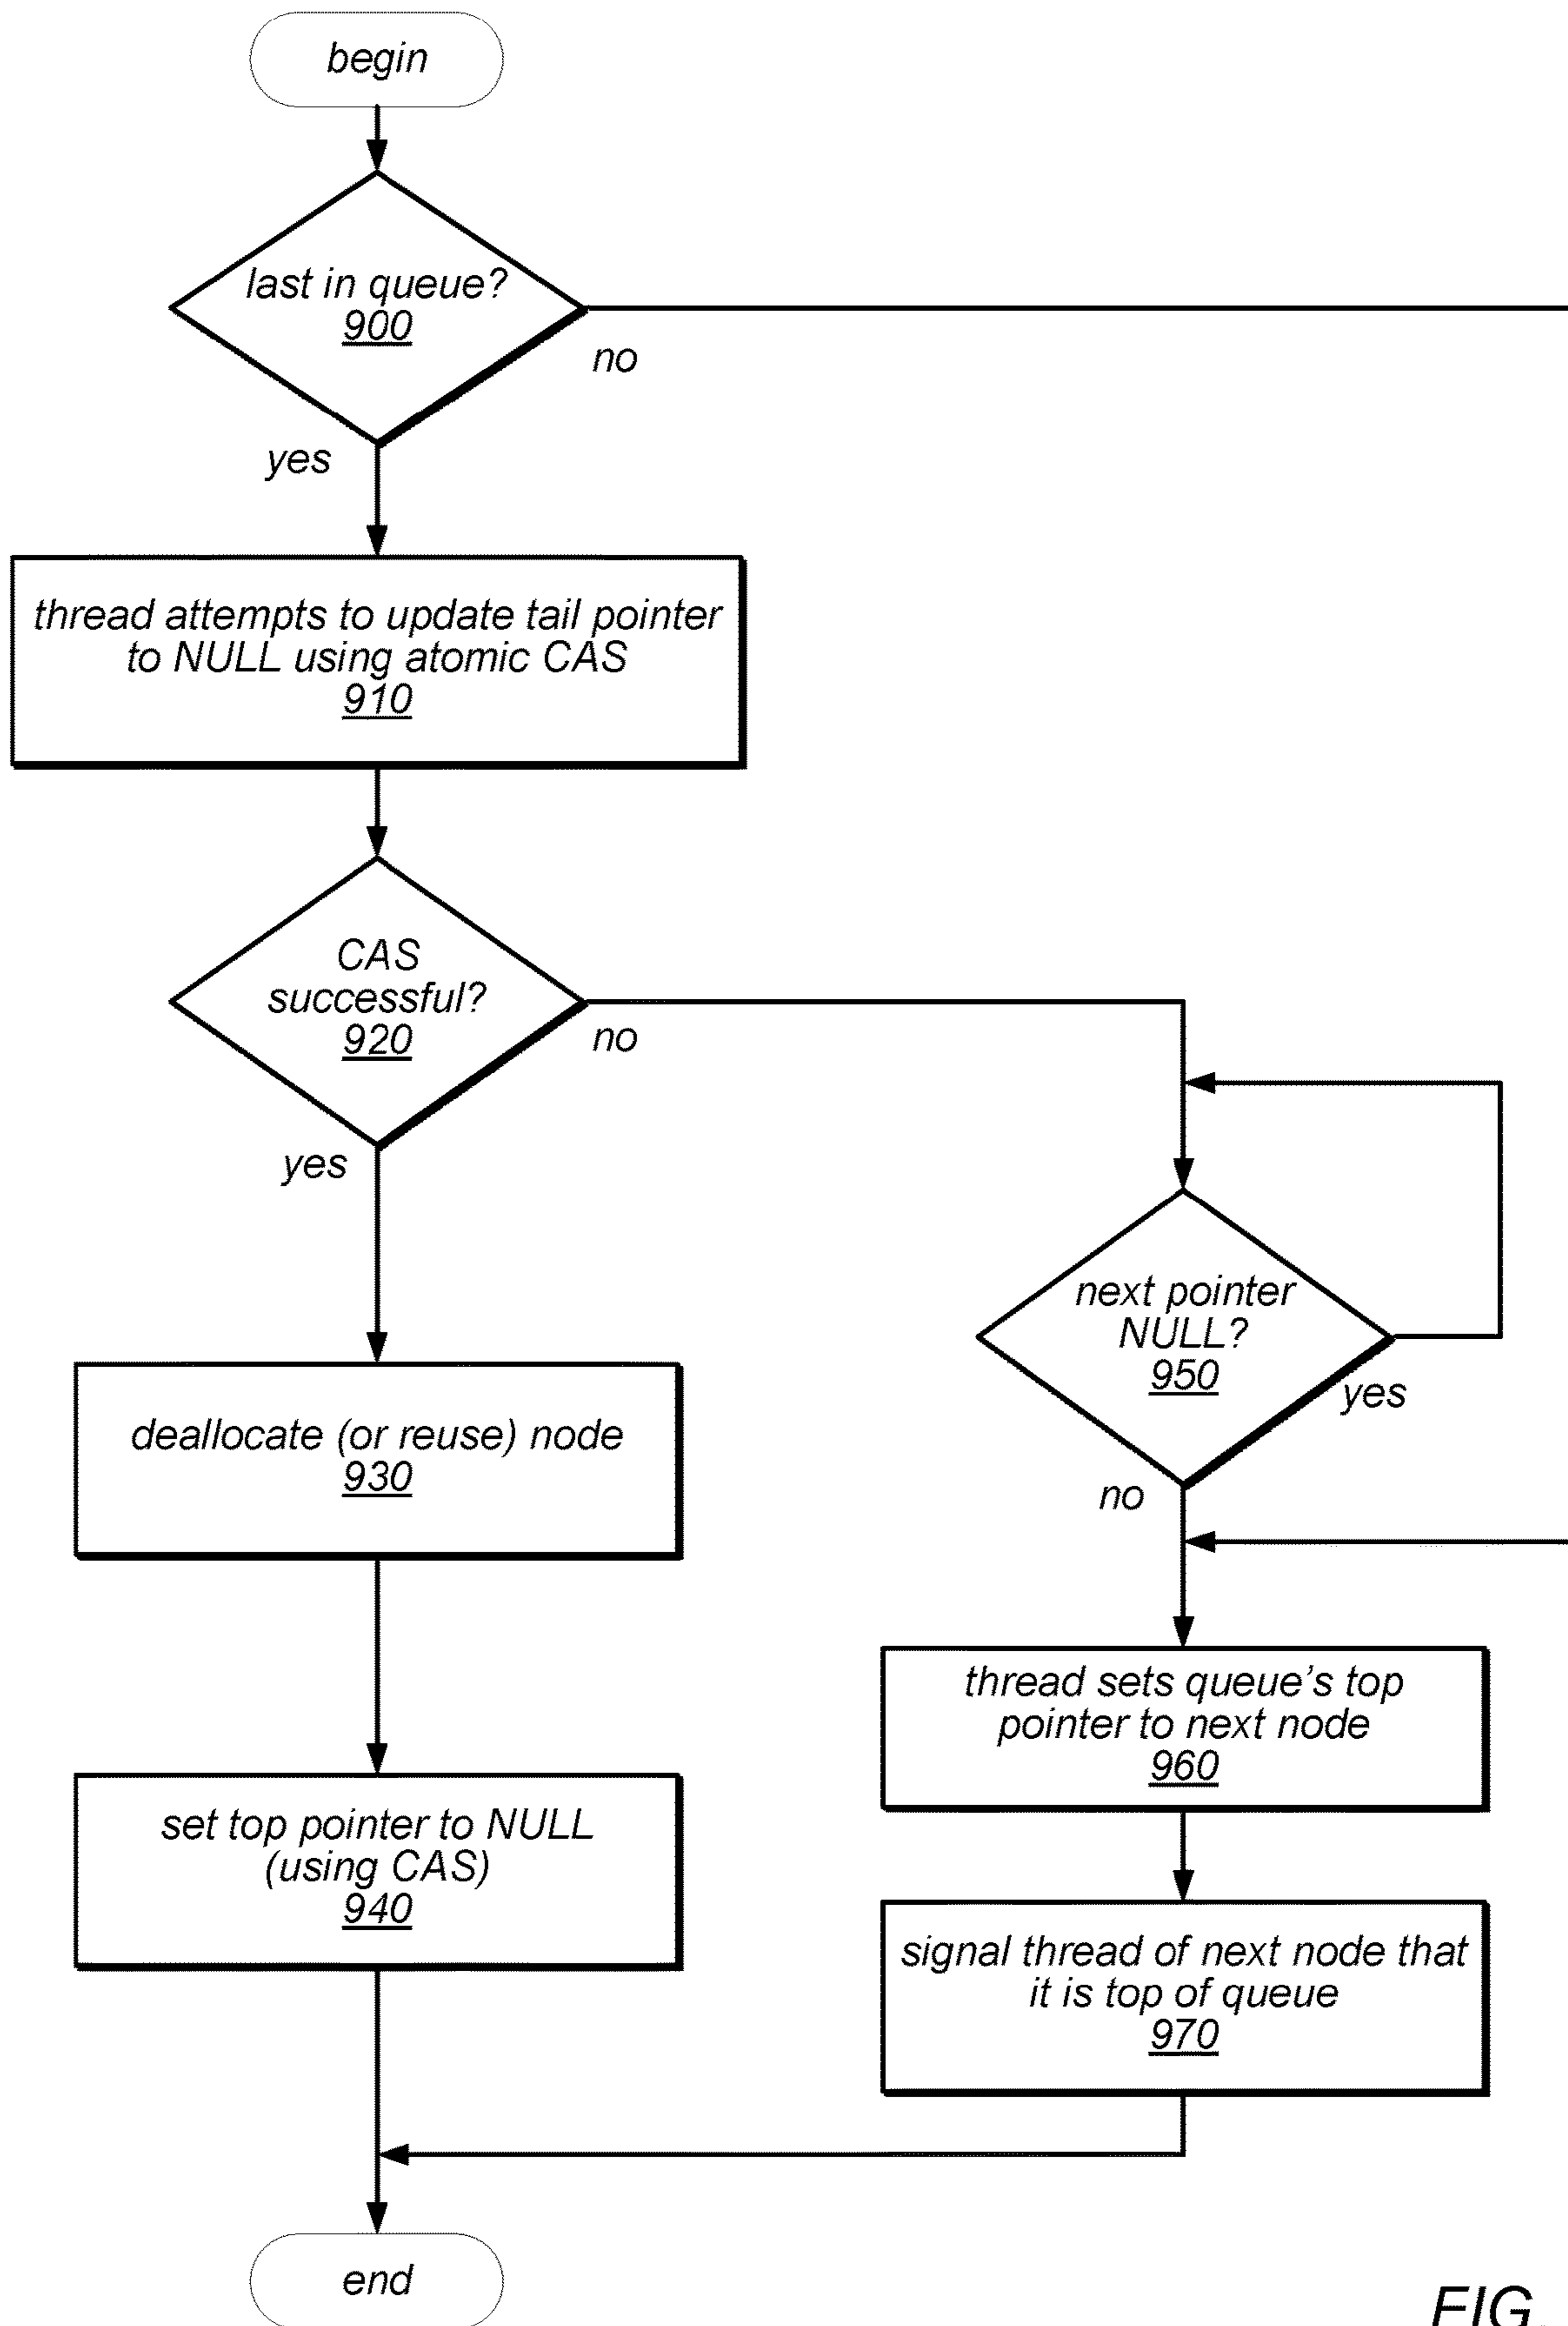 begin
last in queue?
900
no
yes
thread attempts to update tail pointer
to NULL using atomic CAS
910
CAS
successful?
920
no
yes
next pointer
NULL?
950
yes
no
deallocate (or reuse) node
930
thread sets queue's top
pointer to next node
960
set top pointer to NULL
(using CAS)
940
signal thread of next node that
it is top of queue
970
end
FIG.